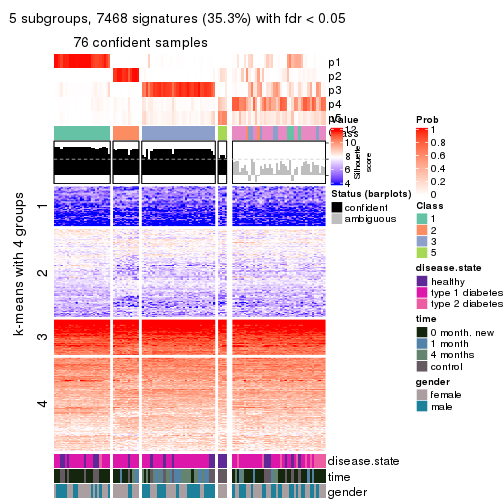 5 subgroups, 7468 signatures (35.3%) with fdr < 0.05
76 confident samples
p1
p2
p3
p4
p5
Class
Value
12
10
8
6
4
Silhouette
score
Status (barplots)
confident
ambiguous
Prob
1
0.8
0.6
0.4
0.2
0
Class
1
2
3
5
disease.state
healthy
type 1 diabetes
type 2 diabetes
time
0 month. new
1 month
4 months
control
gender
female
male
k-means with 4 groups
1
2
3
4
disease.state
time
gender